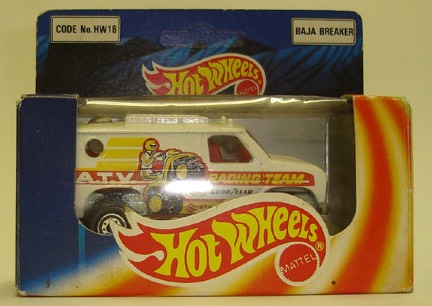 CODE No. HW16
BAJA BREAKER
Hot Wheels®
A.T.V. RACING TEAM
GOOD YEAR
Hot Wheels®
MATTEL